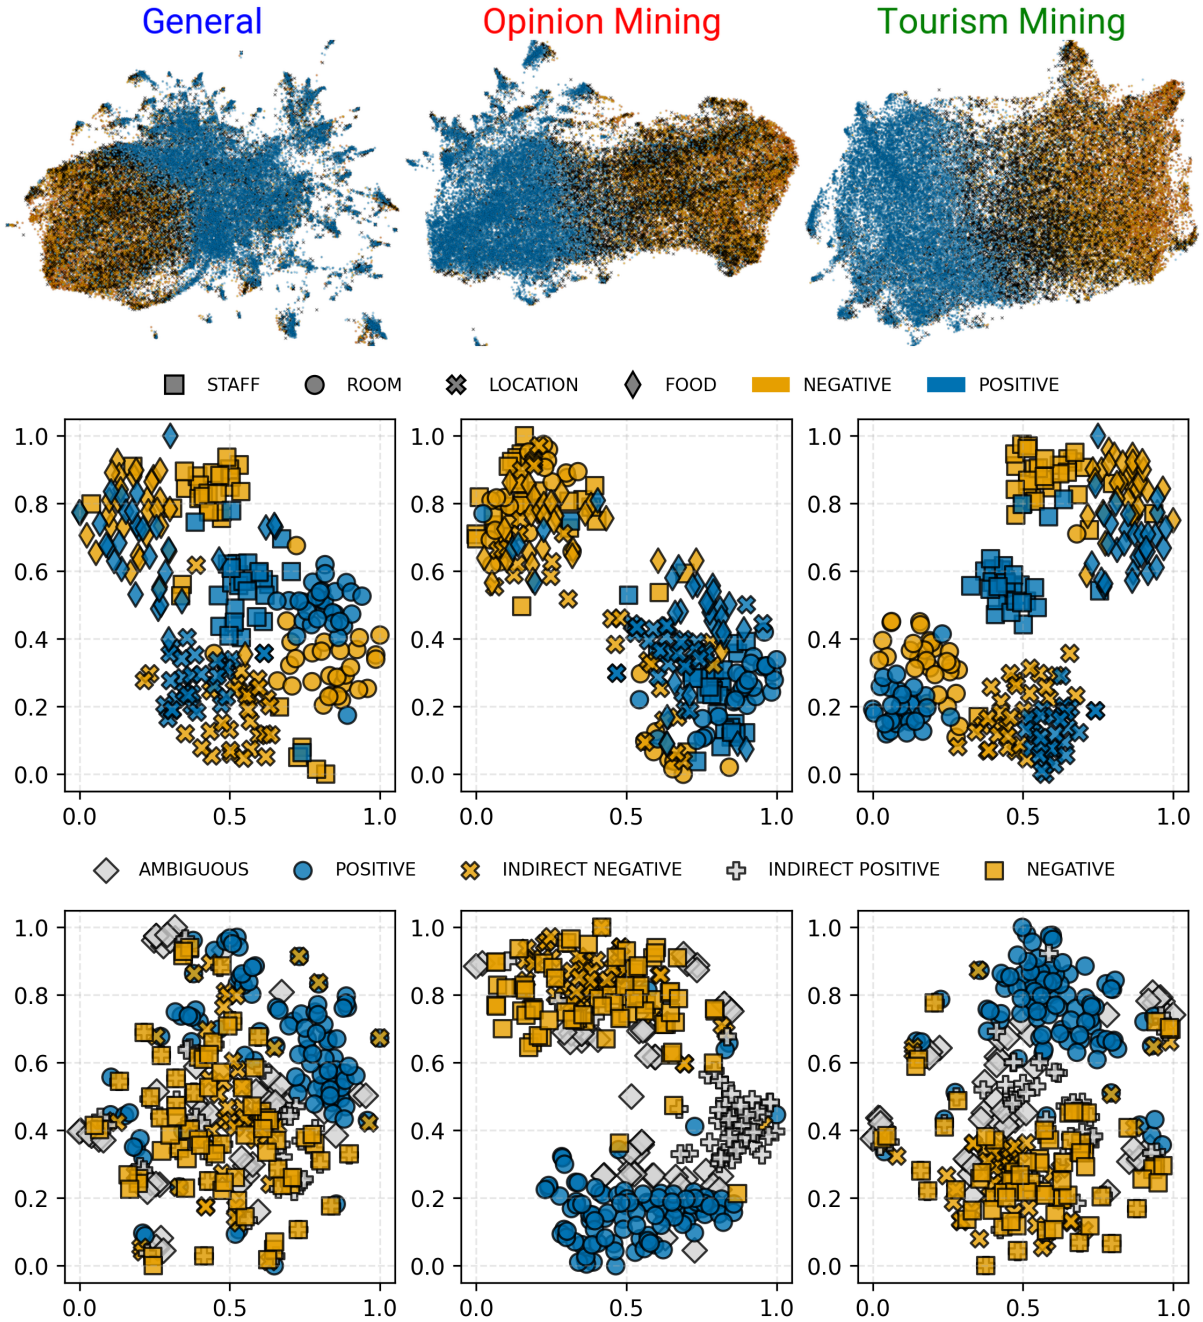 General Opinion Mining Tourism Mining
STAFF ROOM LOCATION FOOD NEGATIVE POSITIVE
1.0 1.0 1.0
0.8 0.8 0.8
0.6 0.6 0.6
0.4 0.4 0.4
0.2 0.2 0.2
0.0 0.0 0.0
0.0 0.5 1.0 0.0 0.5 1.0 0.0 0.5 1.0
AMBIGUOUS POSITIVE INDIRECT NEGATIVE INDIRECT POSITIVE NEGATIVE
1.0 1.0 1.0
0.8 0.8 0.8
0.6 0.6 0.6
0.4 0.4 0.4
0.2 0.2 0.2
0.0 0.0 0.0
0.0 0.5 1.0 0.0 0.5 1.0 0.0 0.5 1.0